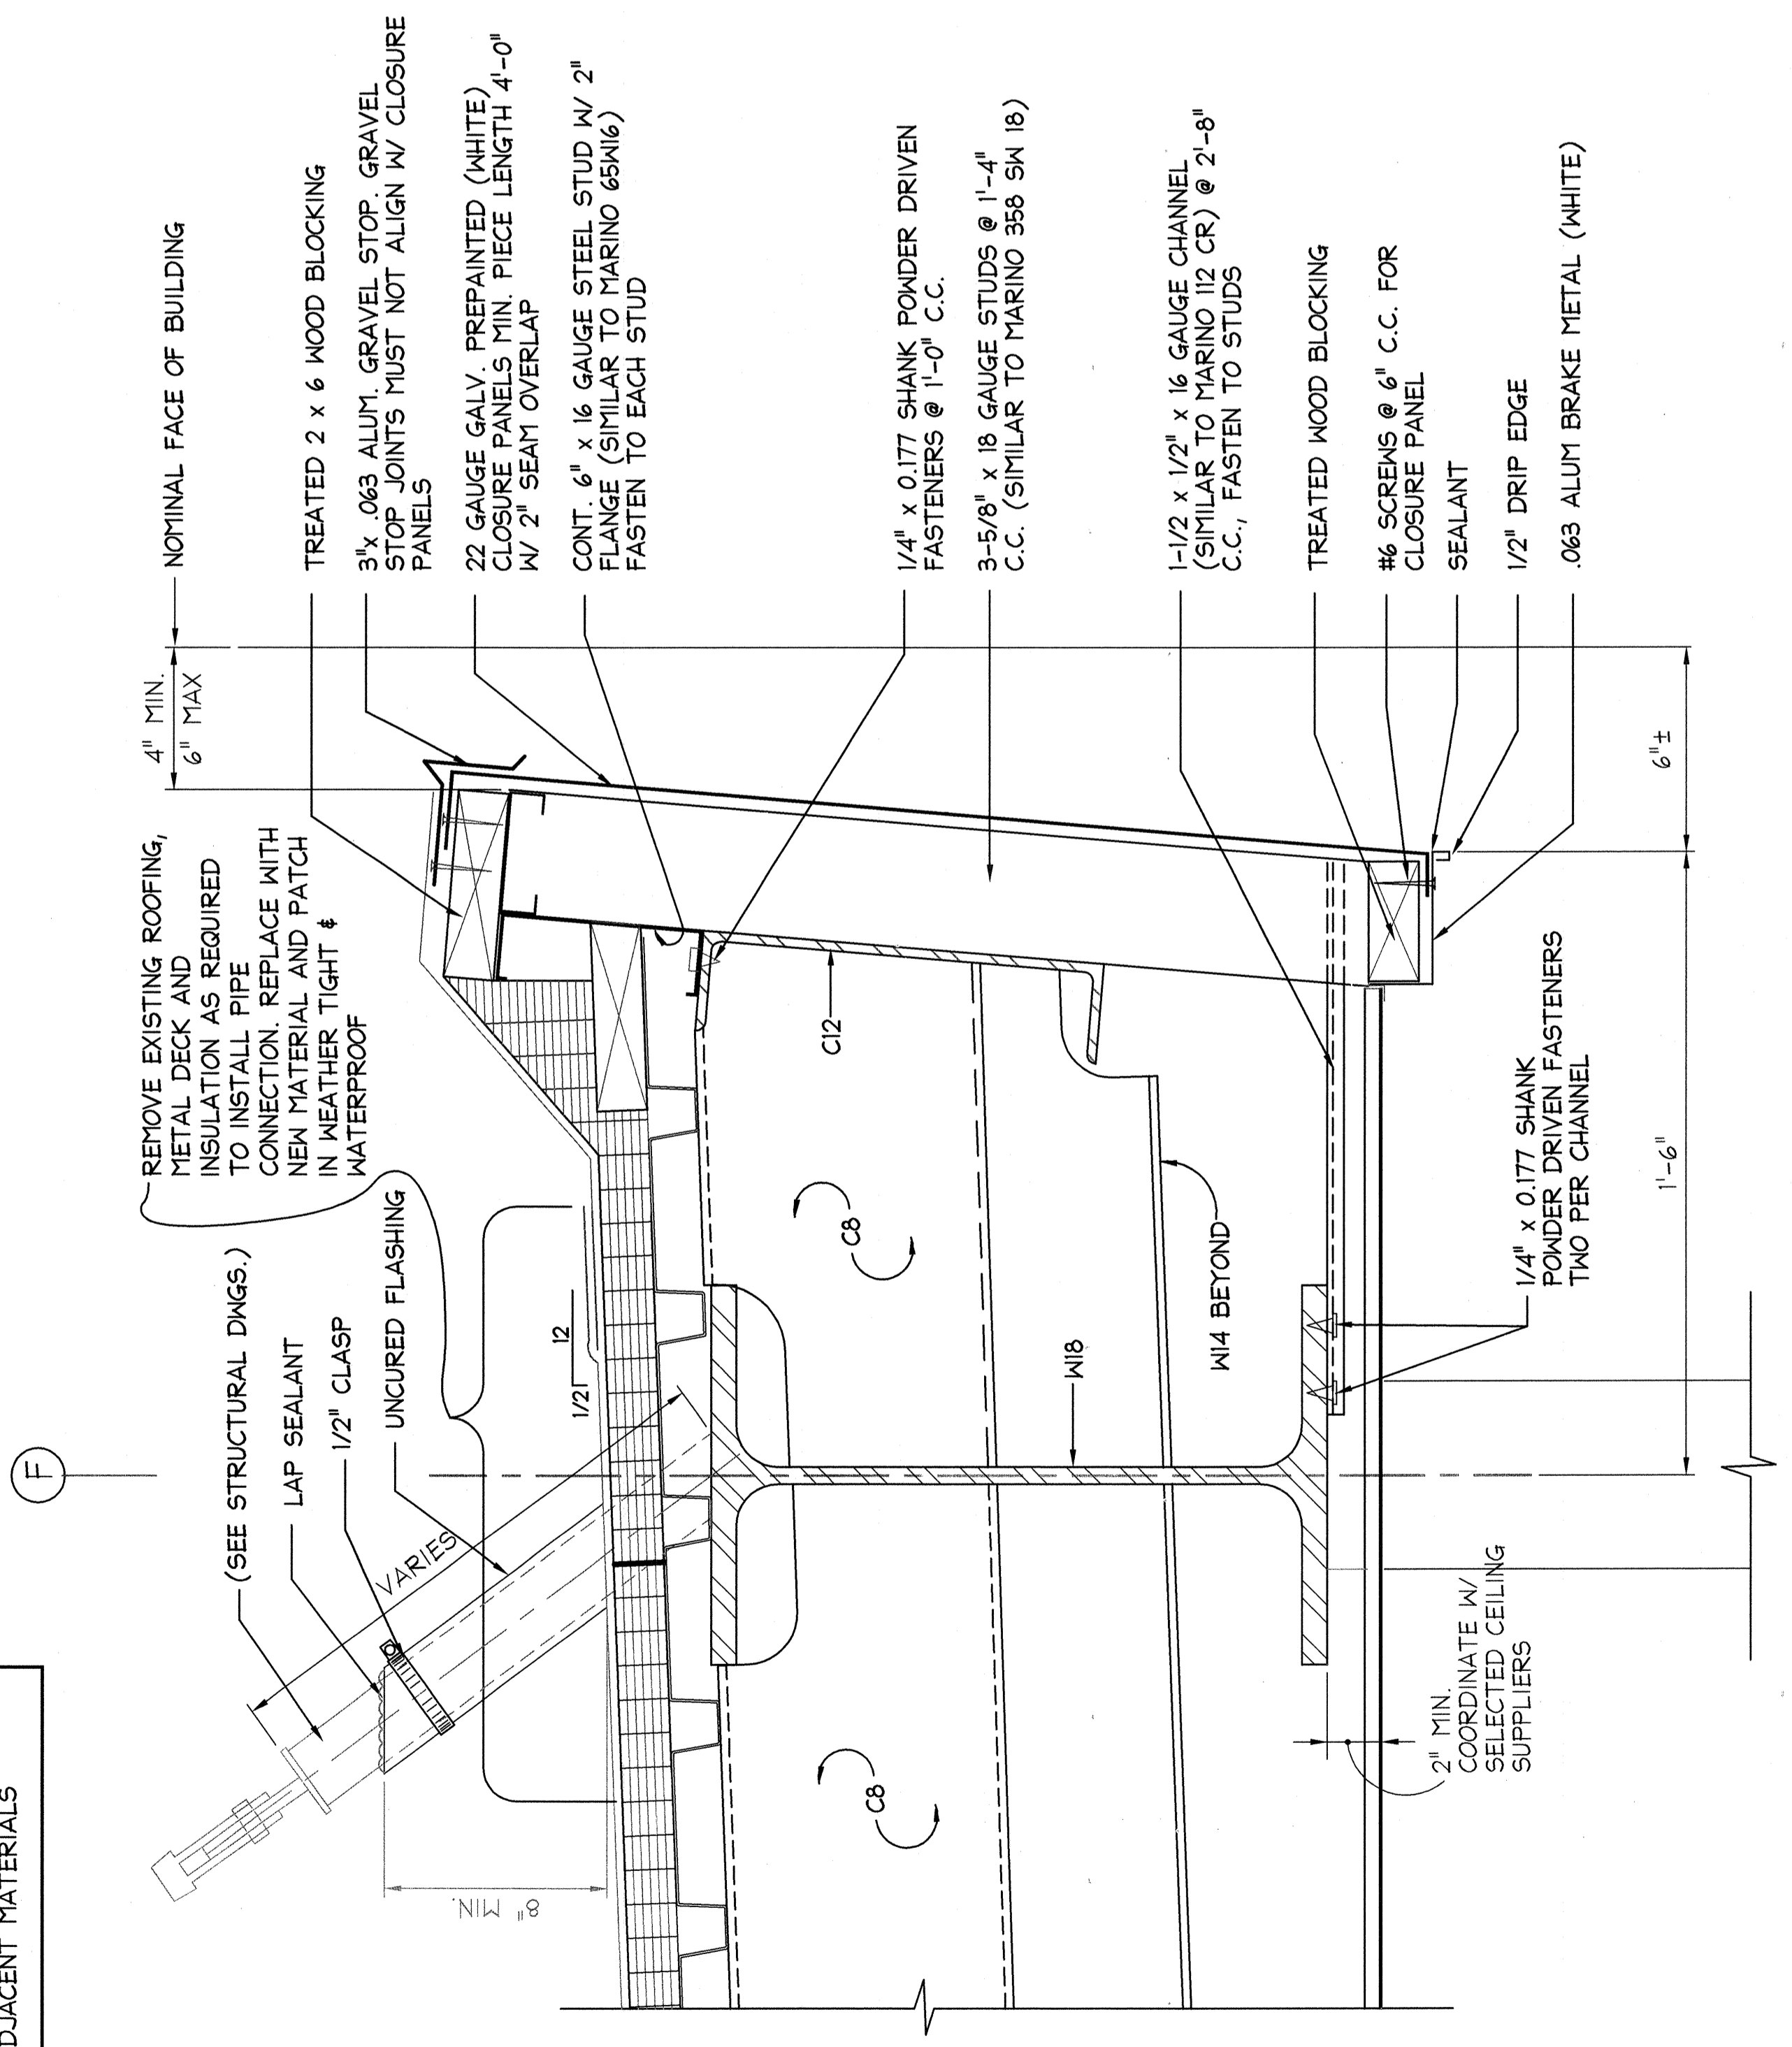 DJACENT MATERIALS
F
REMOVE EXISTING ROOFING,
METAL DECK AND
INSULATION AS REQUIRED
TO INSTALL PIPE
CONNECTION. REPLACE WITH
NEW MATERIAL AND PATCH
IN WEATHER TIGHT &
WATERPROOF
(SEE STRUCTURAL DWGS.)
LAP SEALANT
1/2" CLASP
UNCURED FLASHING
VARIES
8" MIN.
12
1/2
4" MIN.
6" MAX
NOMINAL FACE OF BUILDING
TREATED 2 x 6 WOOD BLOCKING
3"x .063 ALUM. GRAVEL STOP. GRAVEL
STOP JOINTS MUST NOT ALIGN W/ CLOSURE
PANELS
22 GAUGE GALV. PREPAINTED (WHITE)
CLOSURE PANELS MIN. PIECE LENGTH 4'-0"
W/ 2" SEAM OVERLAP
CONT. 6" x 16 GAUGE STEEL STUD W/ 2"
FLANGE (SIMILAR TO MARINO 65W16)
FASTEN TO EACH STUD
1/4" x 0.177 SHANK POWDER DRIVEN
FASTENERS @ 1'-0" C.C.
3-5/8" x 18 GAUGE STUDS @ 1'-4"
C.C. (SIMILAR TO MARINO 358 SW 18)
1-1/2 x 1/2" x 16 GAUGE CHANNEL
(SIMILAR TO MARINO 112 CR) @ 2'-8"
C.C., FASTEN TO STUDS
TREATED WOOD BLOCKING
#6 SCREWS @ 6" C.C. FOR
CLOSURE PANEL
SEALANT
1/2" DRIP EDGE
.063 ALUM BRAKE METAL (WHITE)
C12
C8
C8
W18
W14 BEYOND
1/4" x 0.177 SHANK
POWDER DRIVEN FASTENERS
TWO PER CHANNEL
2" MIN.
COORDINATE W/
SELECTED CEILING
SUPPLIERS
1'-6"
6"±